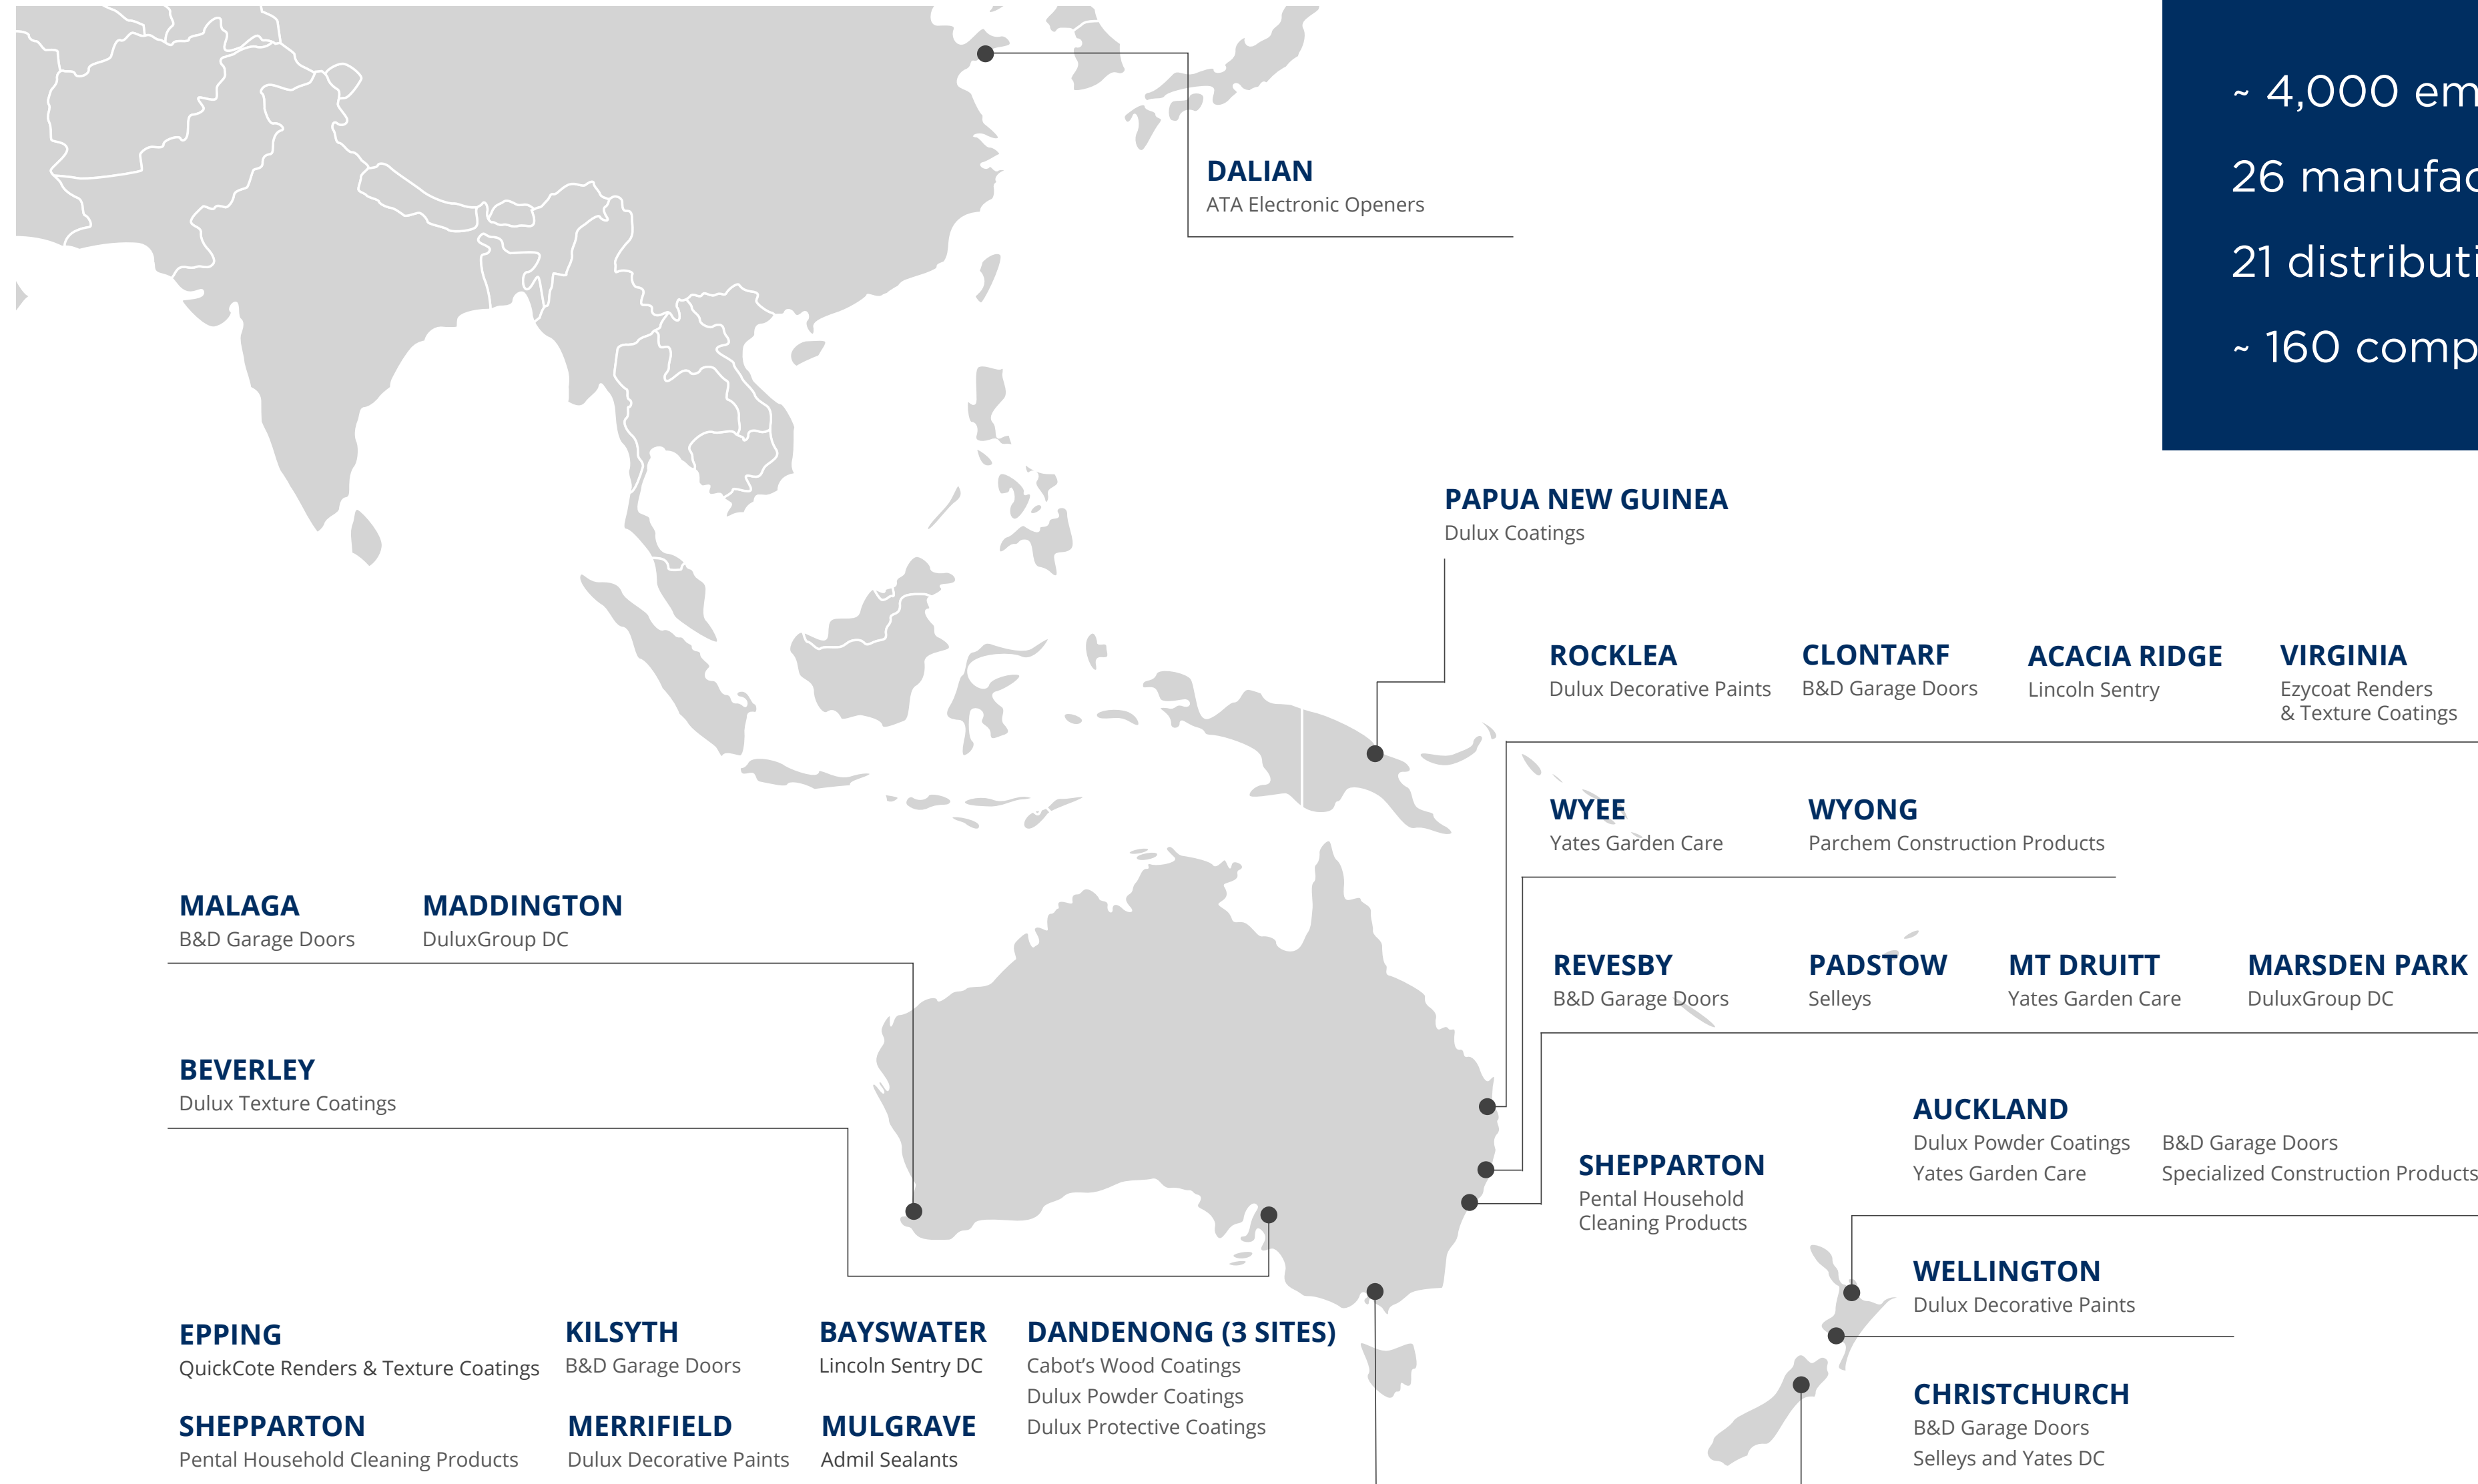 ~ 4,000
26
21
~ 160
DALIAN
ATA Electronic Openers
PAPUA NEW GUINEA
Dulux Coatings
ROCKLEA
Dulux Decorative Paints
CLONTARF
B&D Garage Doors
ACACIA RIDGE
Lincoln Sentry
VIRGINIA
Ezycoat Renders
& Texture Coatings
WYEE
Yates Garden Care
WYONG
Parchem Construction Products
MALAGA
B&D Garage Doors
MADDINGTON
DuluxGroup DC
REVESBY
B&D Garage Doors
PADSTOW
Selleys
MT DRUITT
Yates Garden Care
MARSDEN PARK
DuluxGroup DC
BEVERLEY
Dulux Texture Coatings
SHEPPARTON
Pental Household
Cleaning Products
AUCKLAND
Dulux Powder Coatings
Yates Garden Care
B&D Garage Doors
Specialized Construction Products
WELLINGTON
Dulux Decorative Paints
CHRISTCHURCH
B&D Garage Doors
Selleys and Yates DC
EPPING
QuickCote Renders & Texture Coatings
KILSYTH
B&D Garage Doors
BAYSWATER
Lincoln Sentry DC
DANDENONG (3 SITES)
Cabot’s Wood Coatings
Dulux Powder Coatings
Dulux Protective Coatings
SHEPPARTON
Pental Household Cleaning Products
MERRIFIELD
Dulux Decorative Paints
MULGRAVE
Admil Sealants